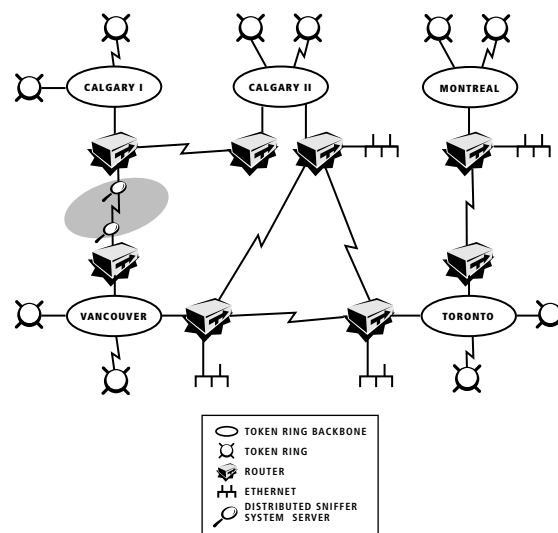 CALGARY I
CALGARY II
MONTREAL
VANCOUVER
TORONTO
TOKEN RING BACKBONE
TOKEN RING
ROUTER
ETHERNET
DISTRIBUTED SNIFFER
SYSTEM SERVER